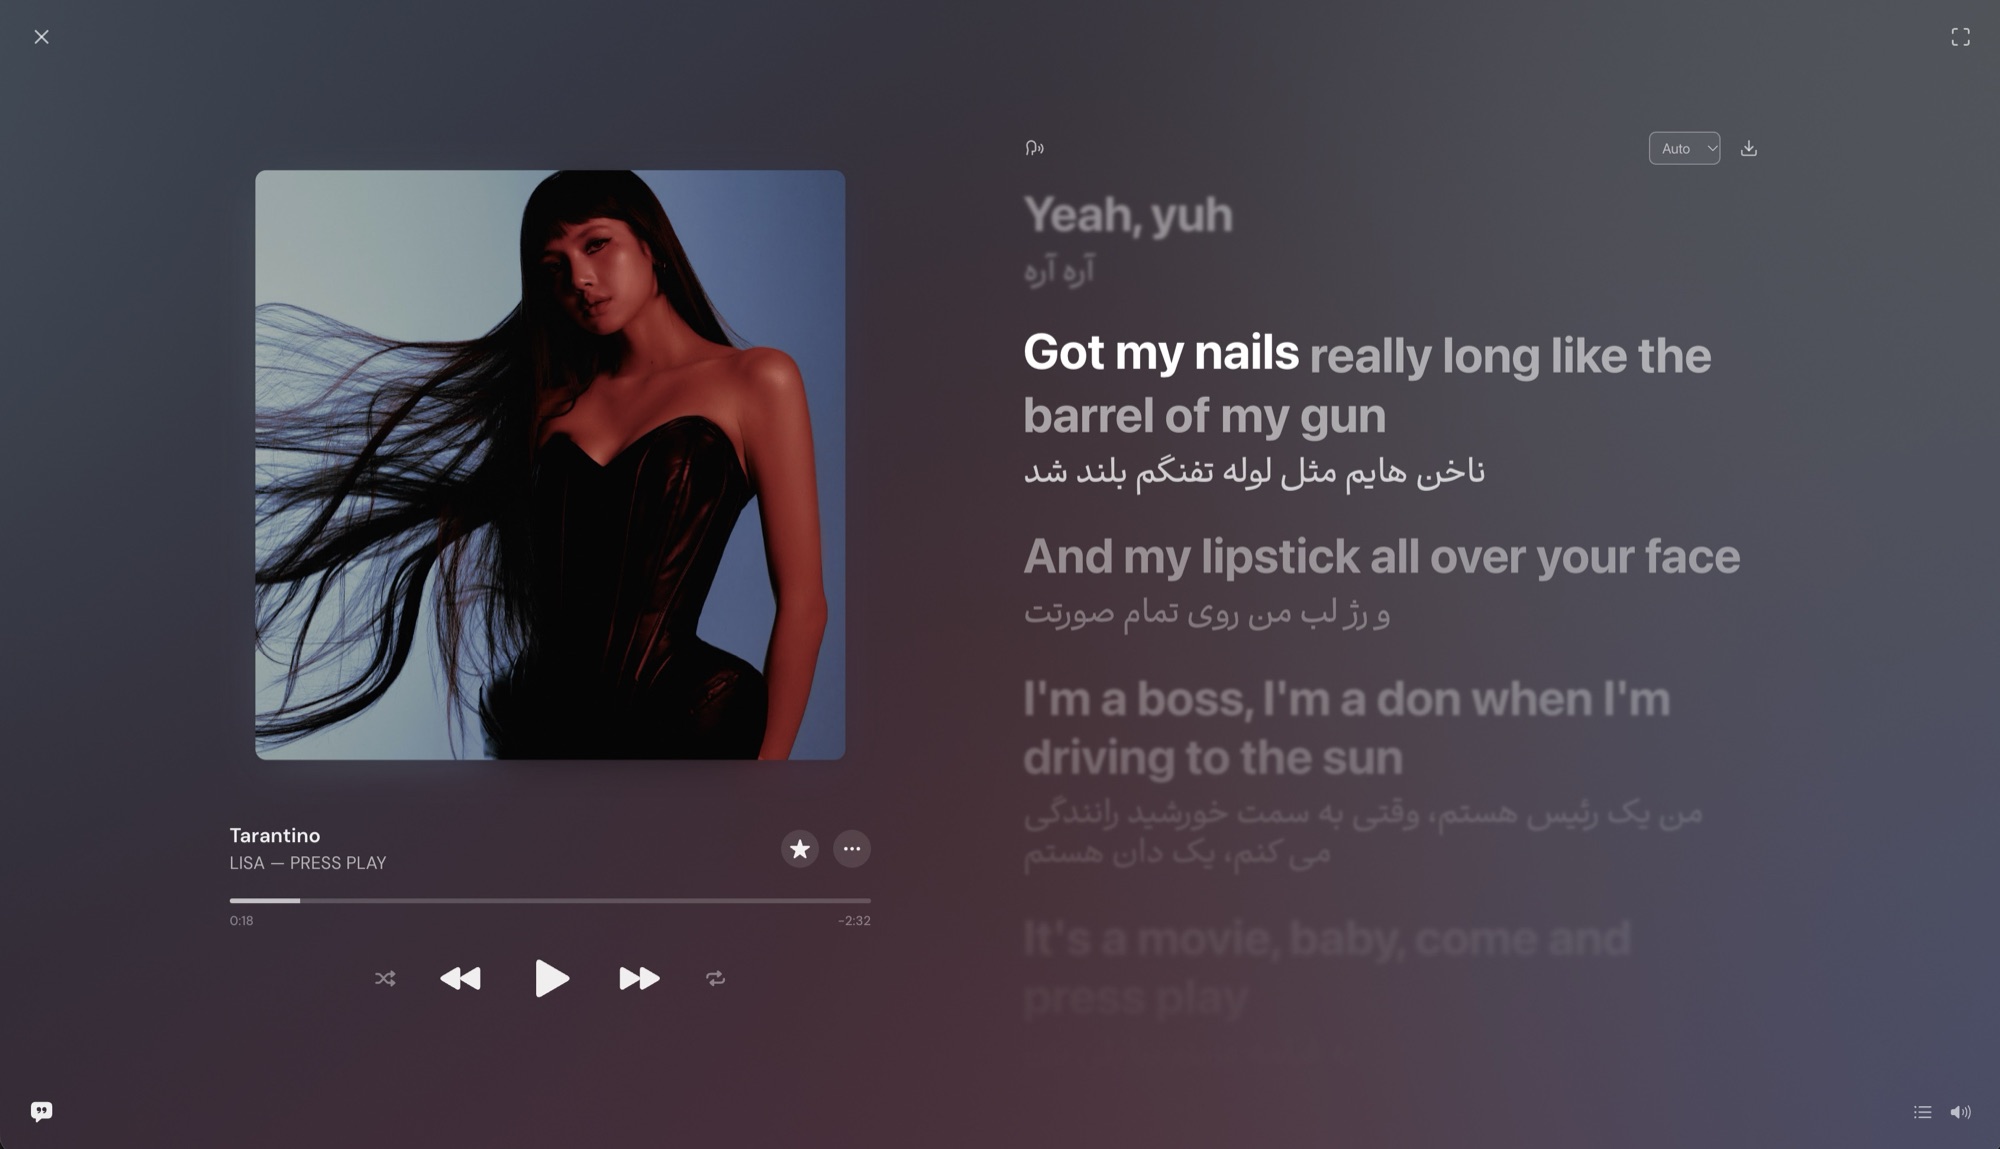 Auto
Yeah, yuh
آره آره
Got my nails really long like the
barrel of my gun
ناخن هایم مثل لوله تفنگم بلند شد
And my lipstick all over your face
و رژ لب من روی تمام صورتت
I'm a boss, I'm a don when I'm
driving to the sun
من یک رئیس هستم، وقتی به سمت خورشید رانندگی
می کنم، یک دان هستم
It's a movie, baby, come and
press play
Tarantino
LISA — PRESS PLAY
0:18
-2:32